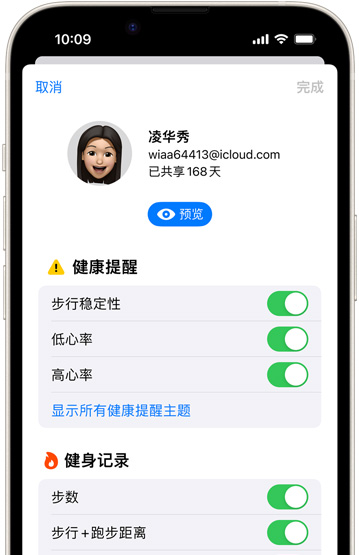 10:09
取消
完成
凌华秀
wiaa64413@icloud.com
已共享 168 天
预览
健康提醒
步行稳定性
低心率
高心率
显示所有健康提醒主题
健身记录
步数
步行+跑步距离